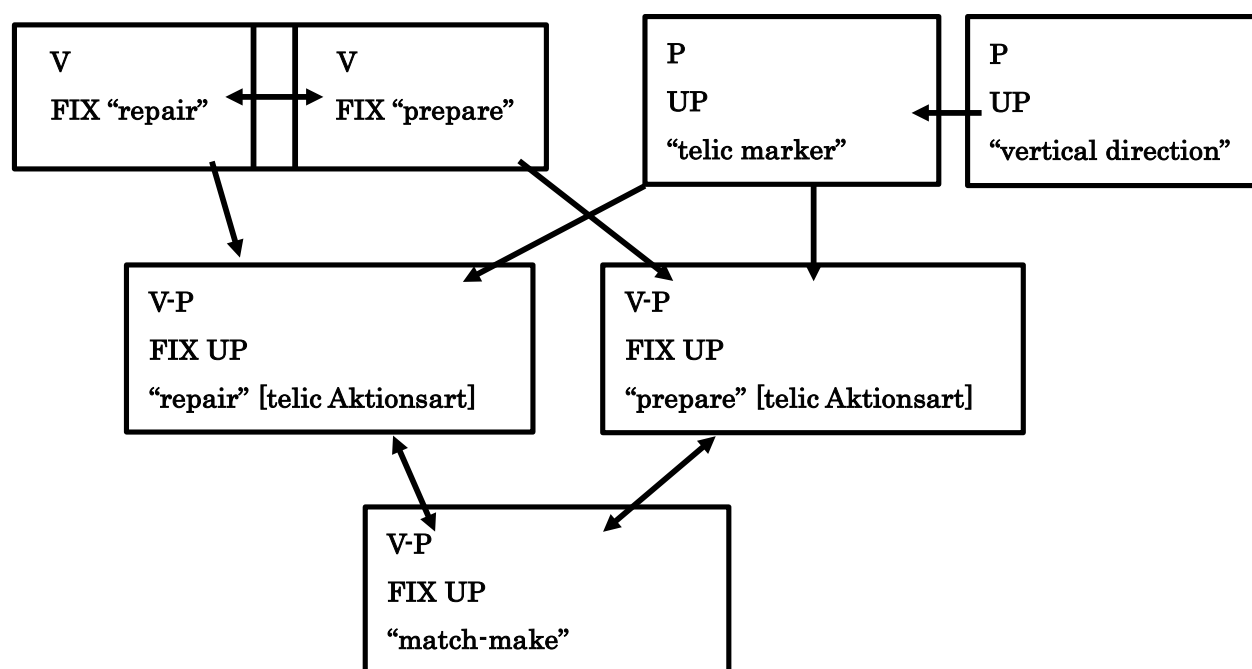 V
FIX “repair”
V
FIX “prepare”
P
UP
“telic marker”
P
UP
“vertical direction”
V-P
FIX UP
“repair” [telic Aktionsart]
V-P
FIX UP
“prepare” [telic Aktionsart]
V-P
FIX UP
“match-make”